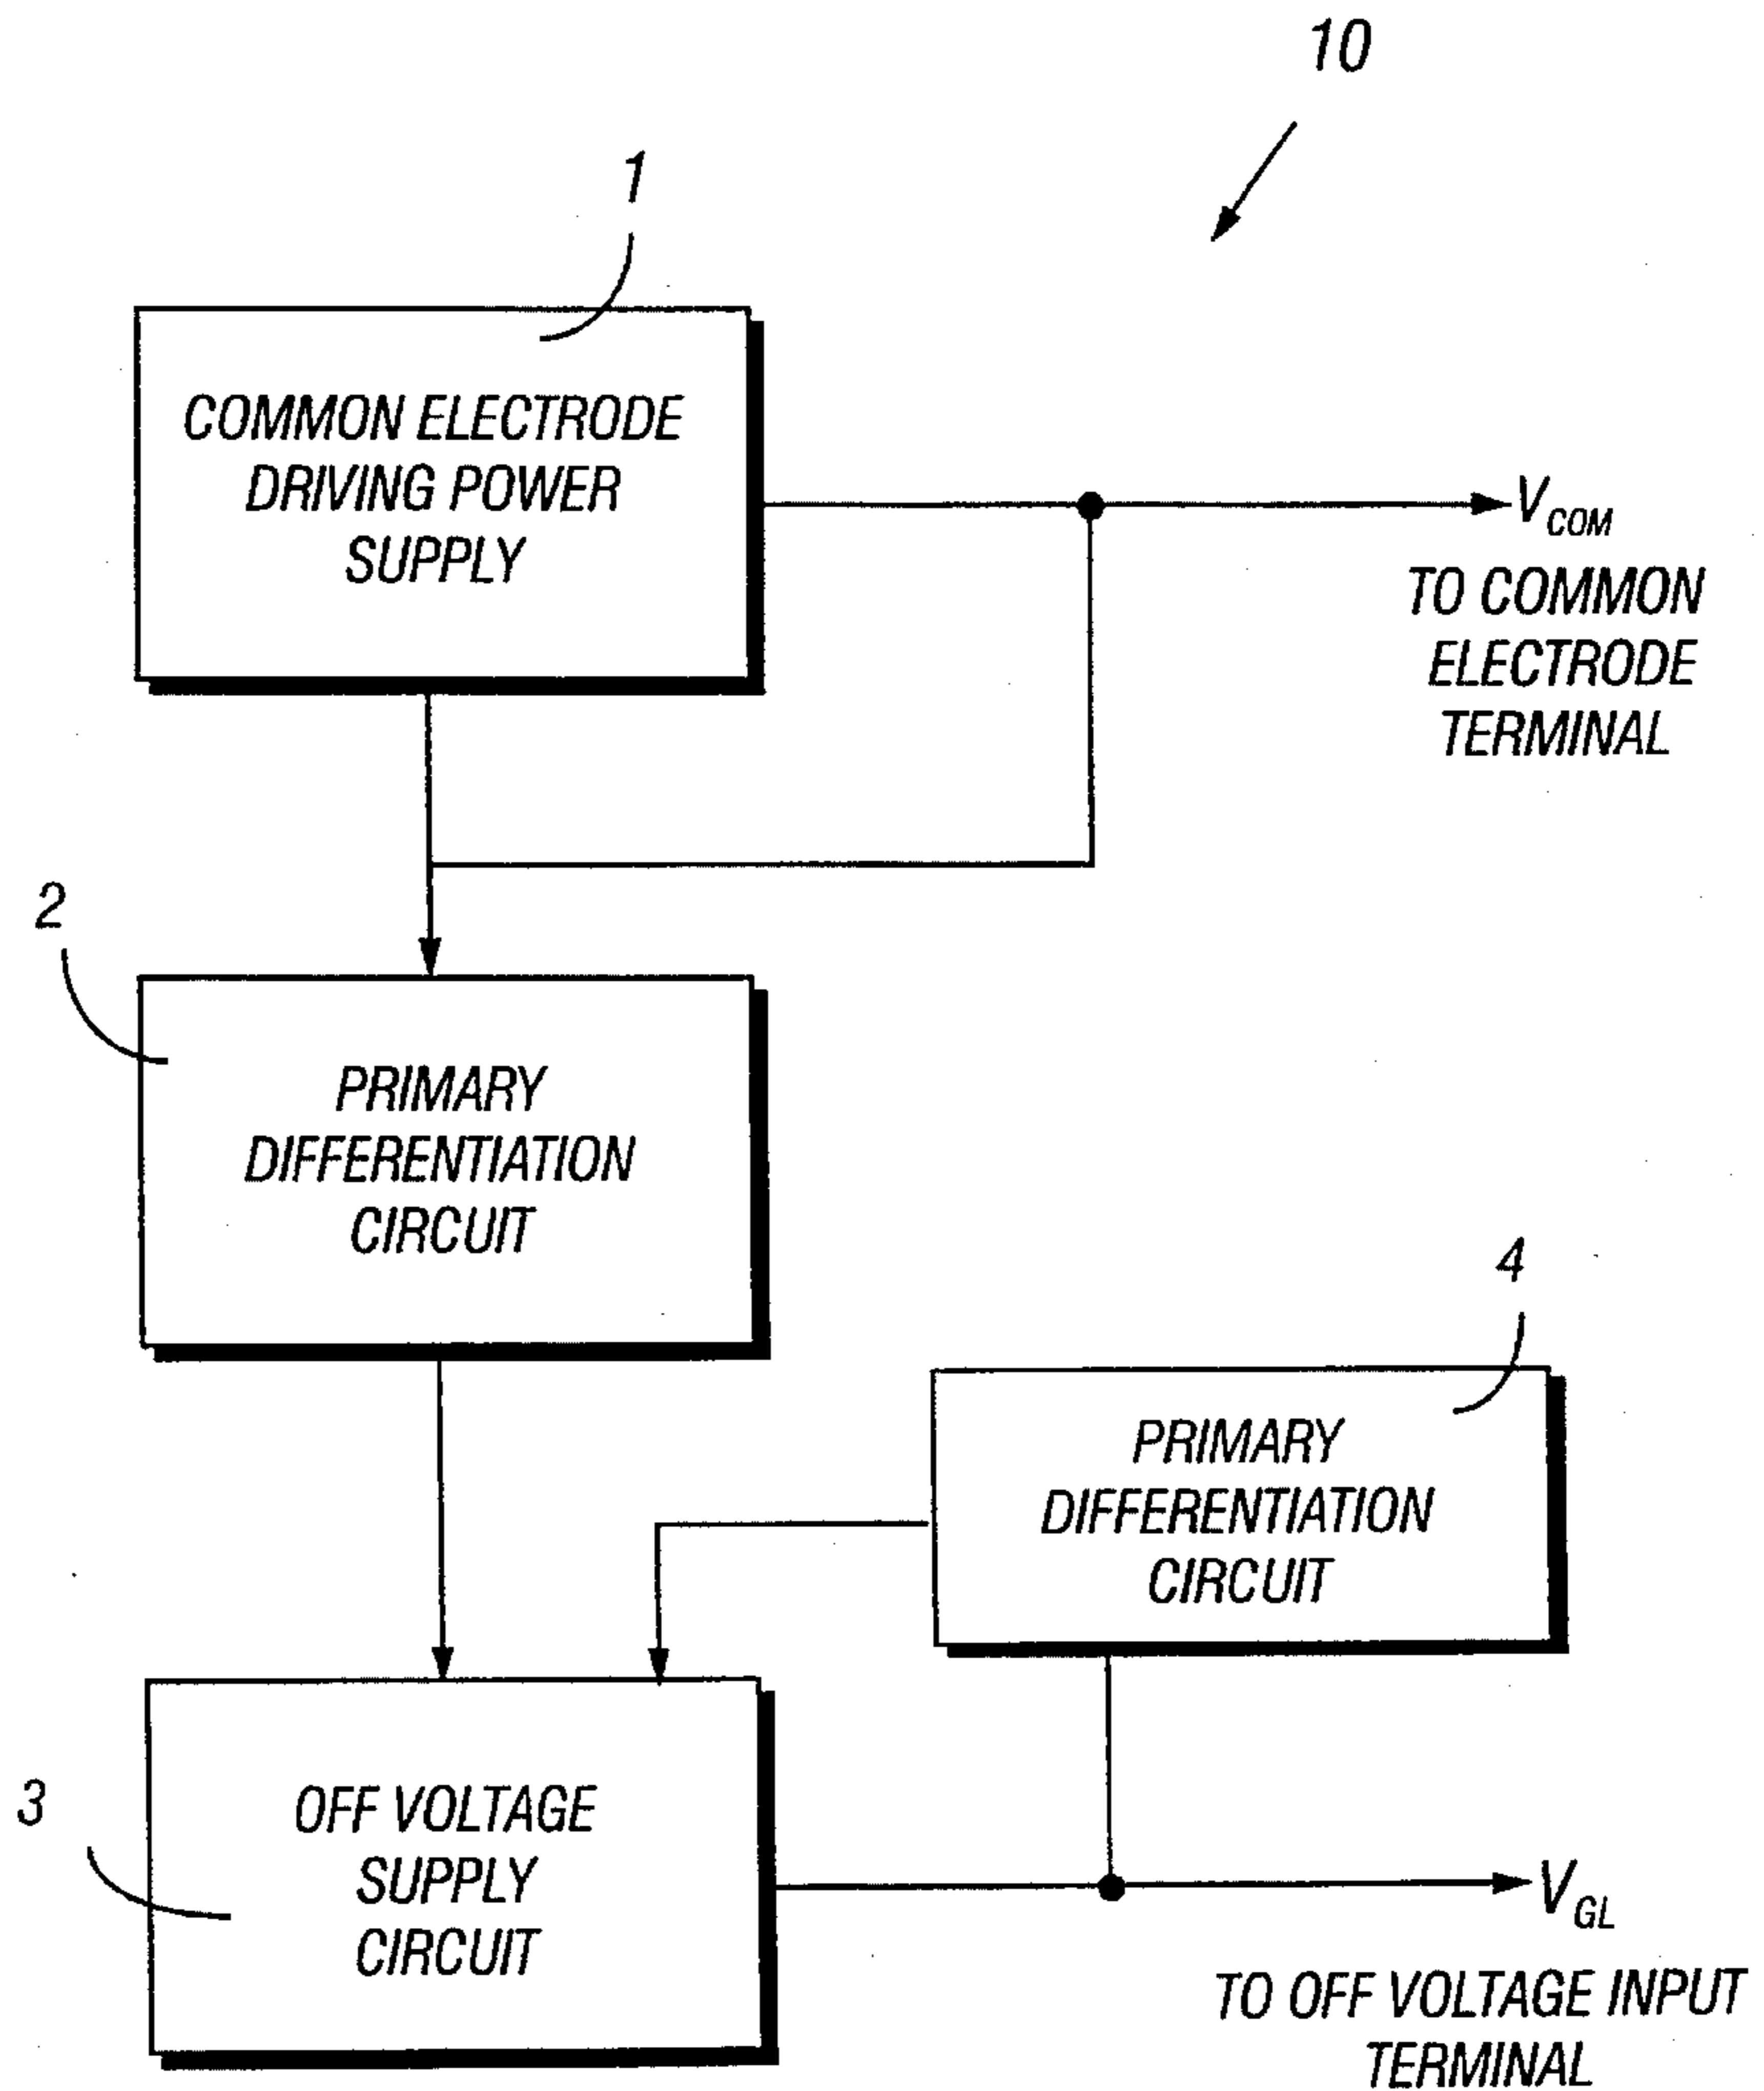 10
1
COMMON ELECTRODE
DRIVING POWER
SUPPLY
VCOM
TO COMMON
ELECTRODE
TERMINAL
2
PRIMARY
DIFFERENTIATION
CIRCUIT
4
PRIMARY
DIFFERENTIATION
CIRCUIT
3
OFF VOLTAGE
SUPPLY
CIRCUIT
VGL
TO OFF VOLTAGE INPUT
TERMINAL